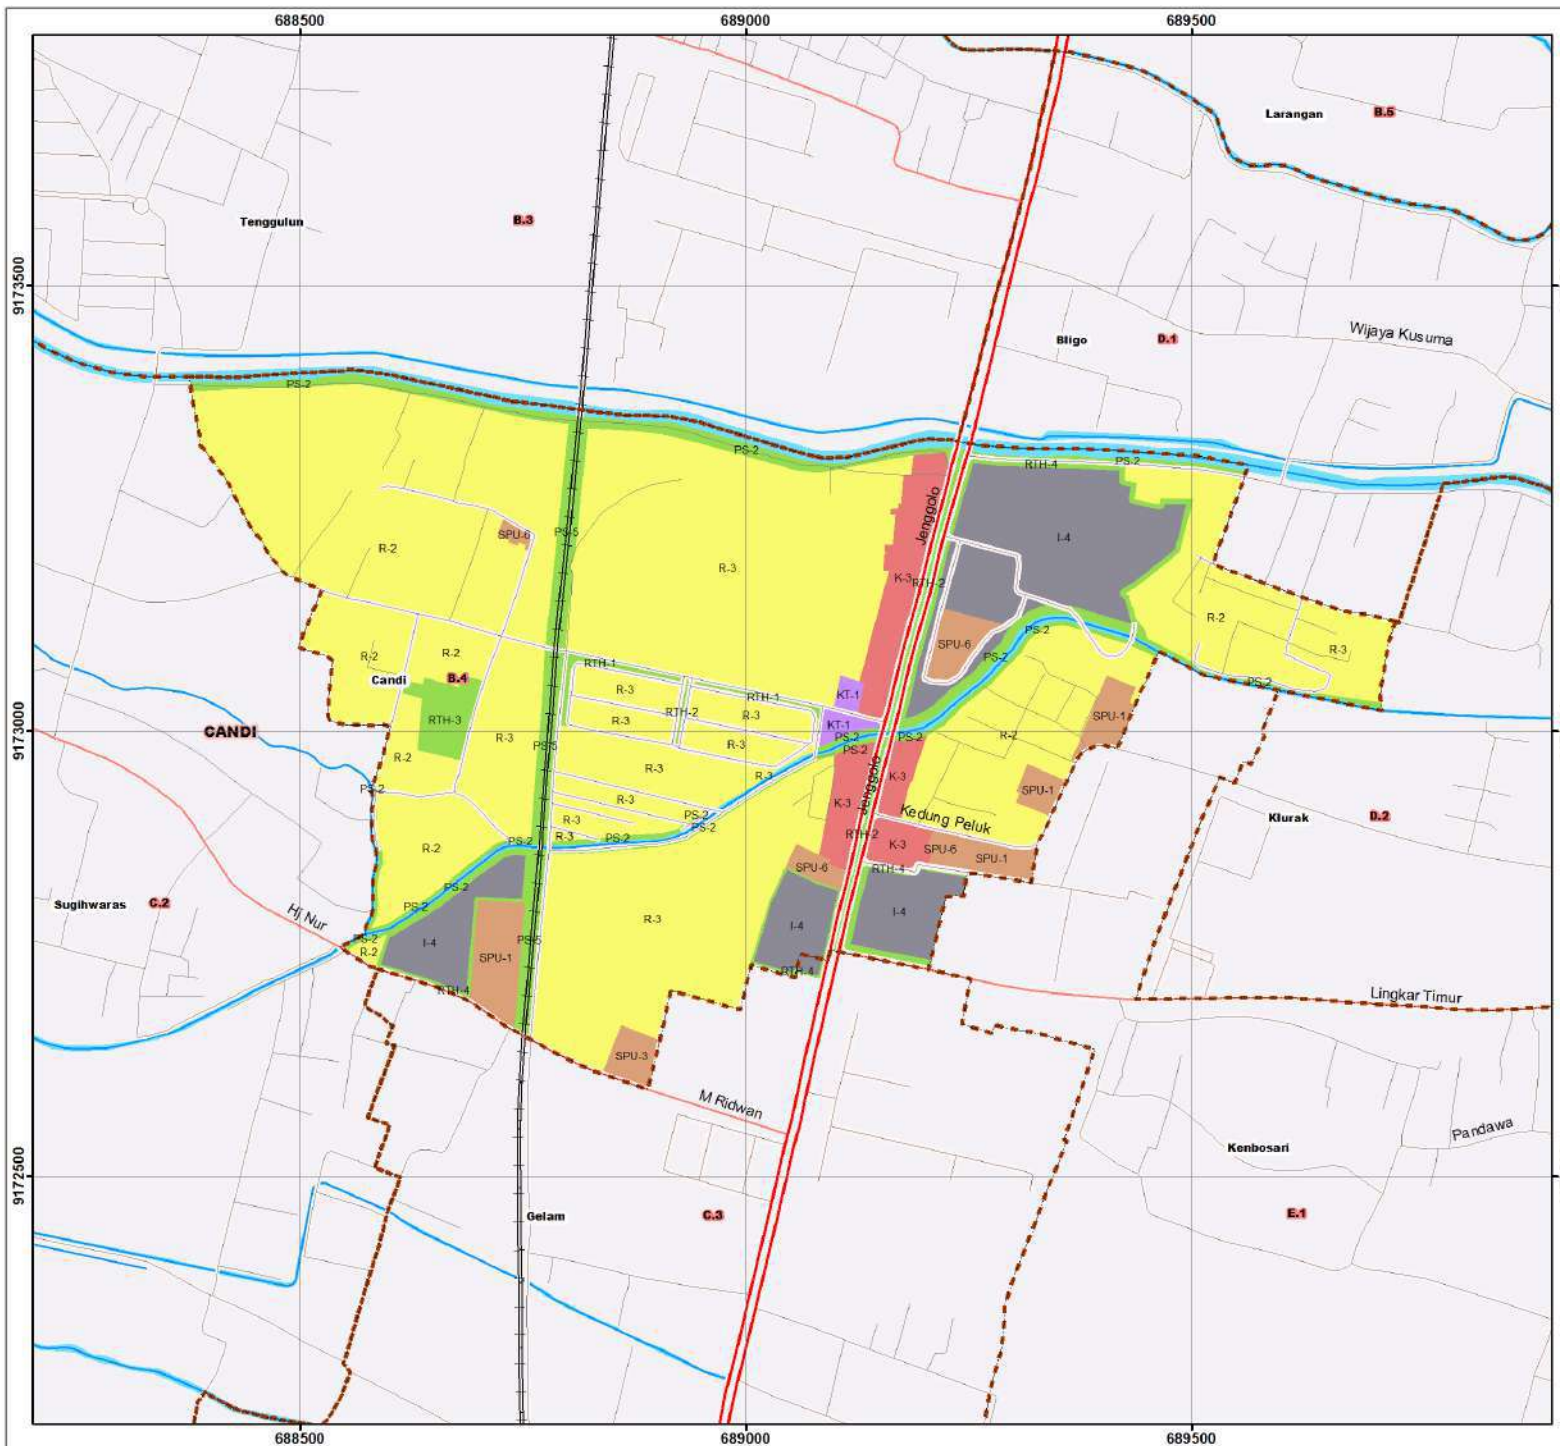 688500
689000
689500
Larangan
B.5
Tenggulun
B.3
9173500
Wijaya Kusuma
Bligo
D.1
PS-2
PS-2
PS-2
RTH-4
Jenggolo
SPU-6
PS-5
I-4
R-2
R-3
K-3
RTH-2
R-2
PS-2
SPU-6
R-2
R-2
R-3
PS-2
RTH-1
Candi
B.4
PS-2
R-3
RTH-1
KT-1
RTH-2
R-3
SPU-1
RTH-3
R-3
KT-1
9173000
CANDI
R-3
PS-5
R-3
PS-2
PS-2
PS-2
R-2
R-2
R-3
R-3
K-3
Jenggolo
PS-2
SPU-1
R-3
K-3
Kedung Peluk
PS-2
R-3
PS-2
Klurak
D.2
R-3
PS-2
PS-2
RTH-2
R-2
K-3
SPU-6
SPU-1
SPU-6
RTH-4
PS-2
Sugihwaras
C.2
PS-2
Hj Nur
R-3
I-4
I-4
PS-2
I-4
PS-5
R-2
SPU-1
RTH-4
RTH-4
Lingkar Timur
SPU-3
M Ridwan
Pandawa
Kenbosari
9172500
Gelam
C.3
E.1
688500
689000
689500